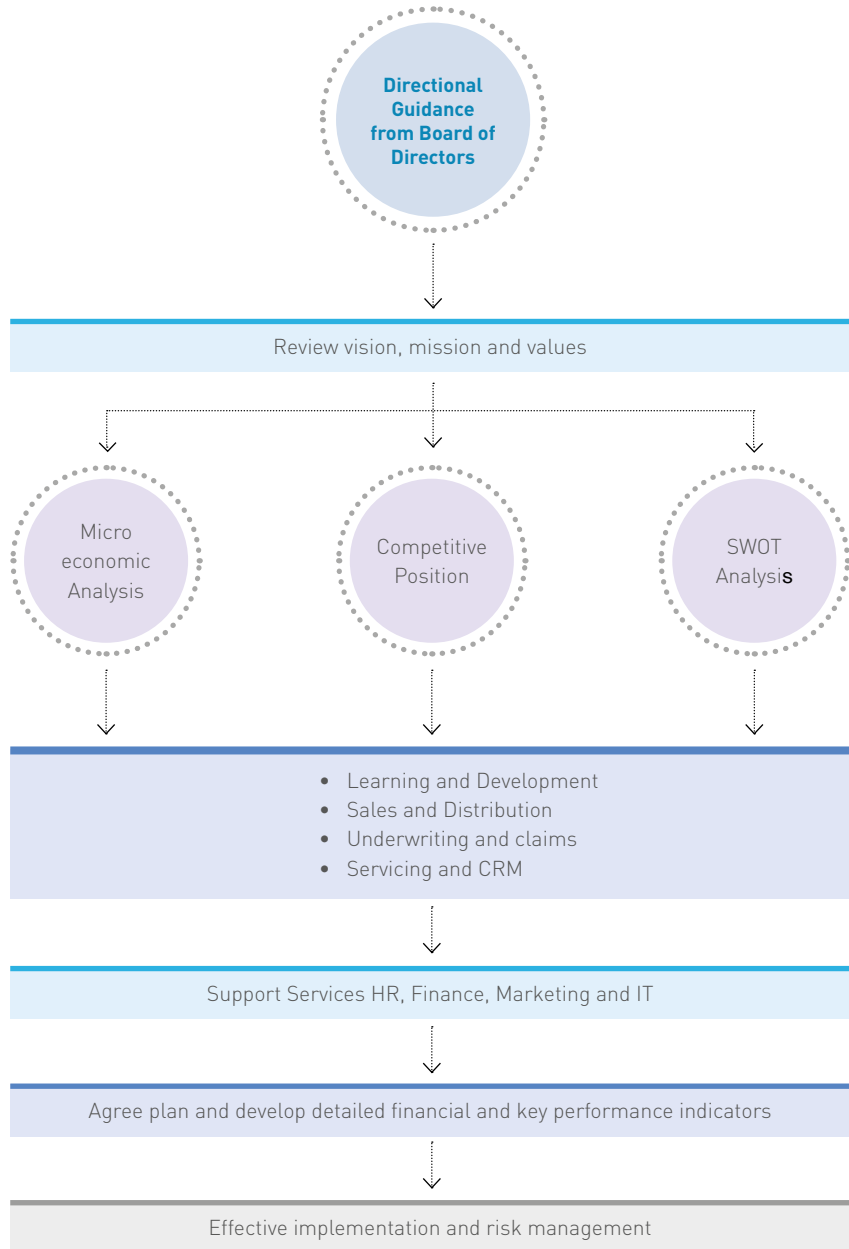 Directional
Guidance
from Board of
Directors
Review vision, mission and values
Micro
economic
Analysis
Competitive
Position
SWOT
Analysis
• Learning and Development
• Sales and Distribution
• Underwriting and claims
• Servicing and CRM
Support Services HR, Finance, Marketing and IT
Agree plan and develop detailed financial and key performance indicators
Effective implementation and risk management